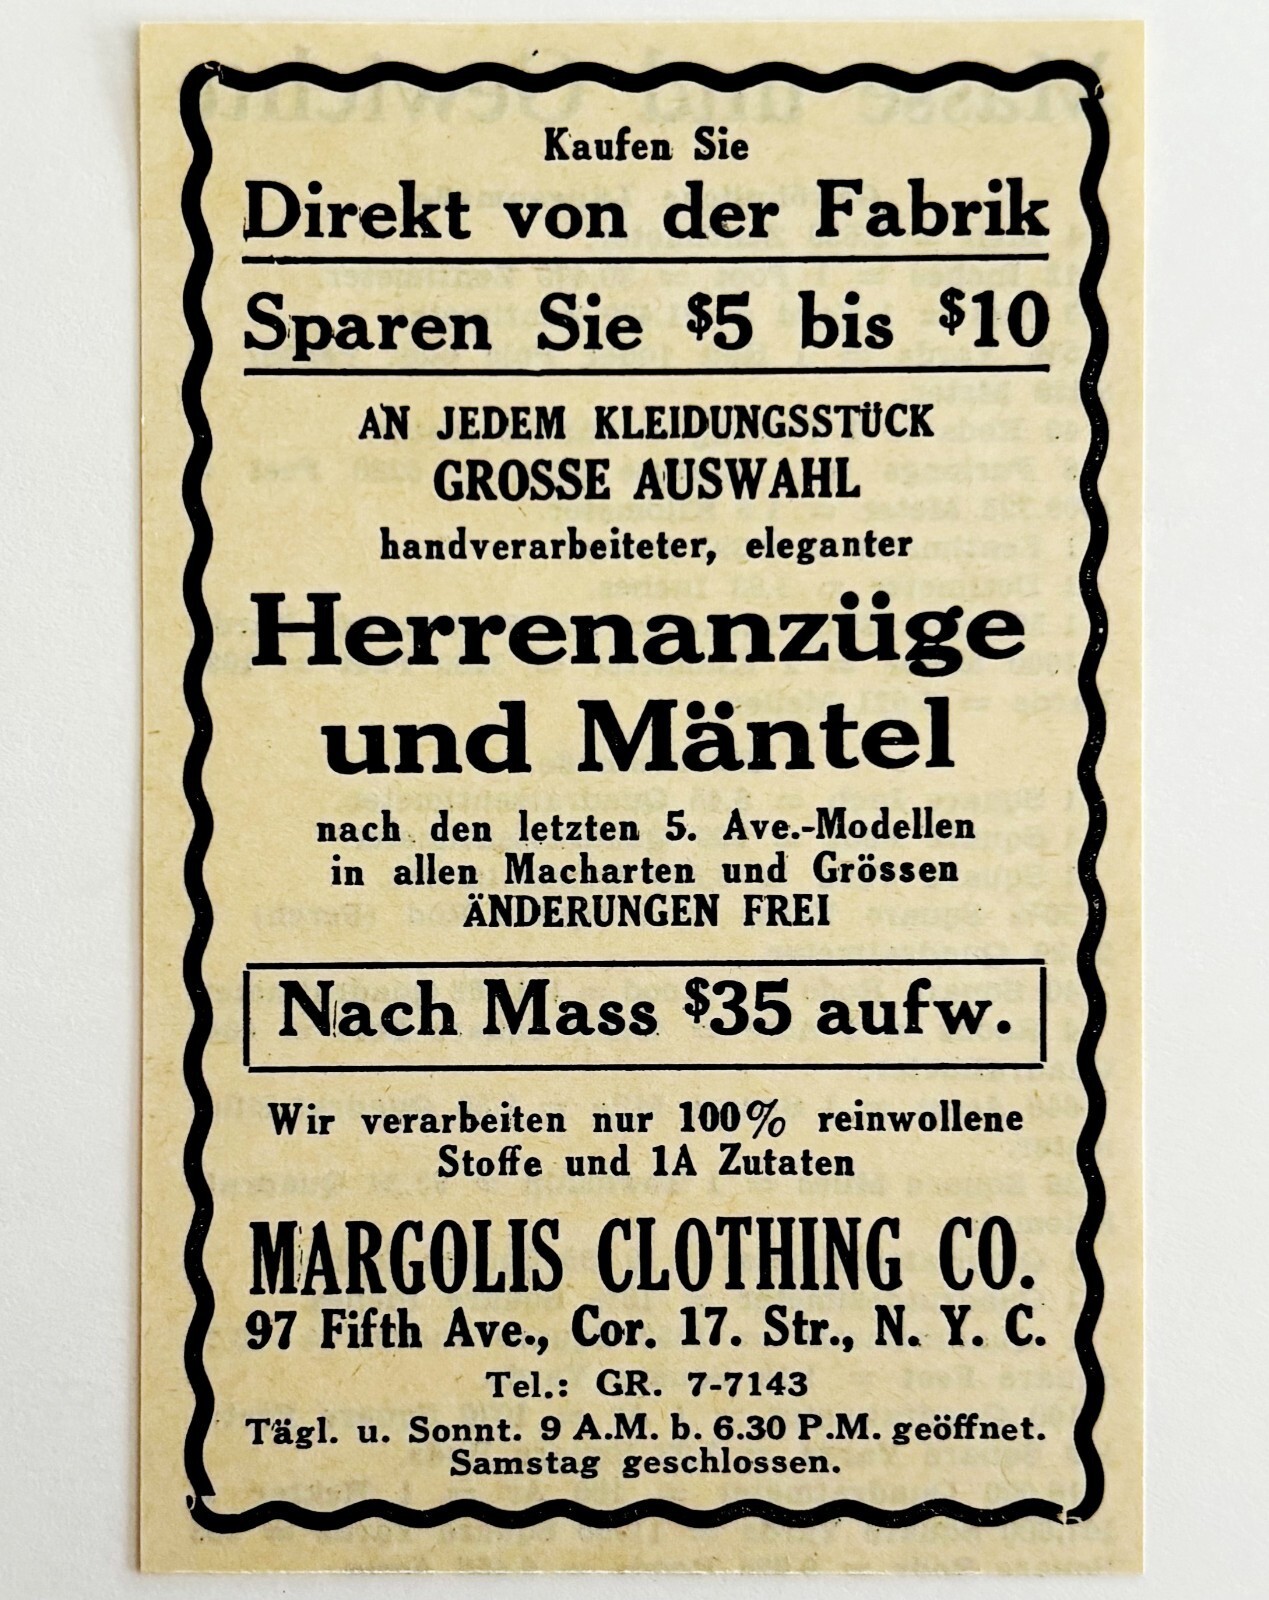 Kaufen Sie
Direkt von der Fabrik
Sparen Sie $5 bis $10
AN JEDEM KLEIDUNGSSTÜCK
GROSSE AUSWAHL
handverarbeiteter, eleganter
Herrenanzüge
und Mäntel
nach den letzten 5. Ave.-Modellen
in allen Macharten und Grössen
ÄNDERUNGEN FREI
Nach Mass $35 aufw.
Wir verarbeiten nur 100% reinwollene
Stoffe und 1A Zutaten
MARGOLIS CLOTHING CO.
97 Fifth Ave., Cor. 17. Str., N. Y. C.
Tel.: GR. 7-7143
Tägl. u. Sonnt. 9 A.M. b. 6.30 P.M. geöffnet.
Samstag geschlossen.